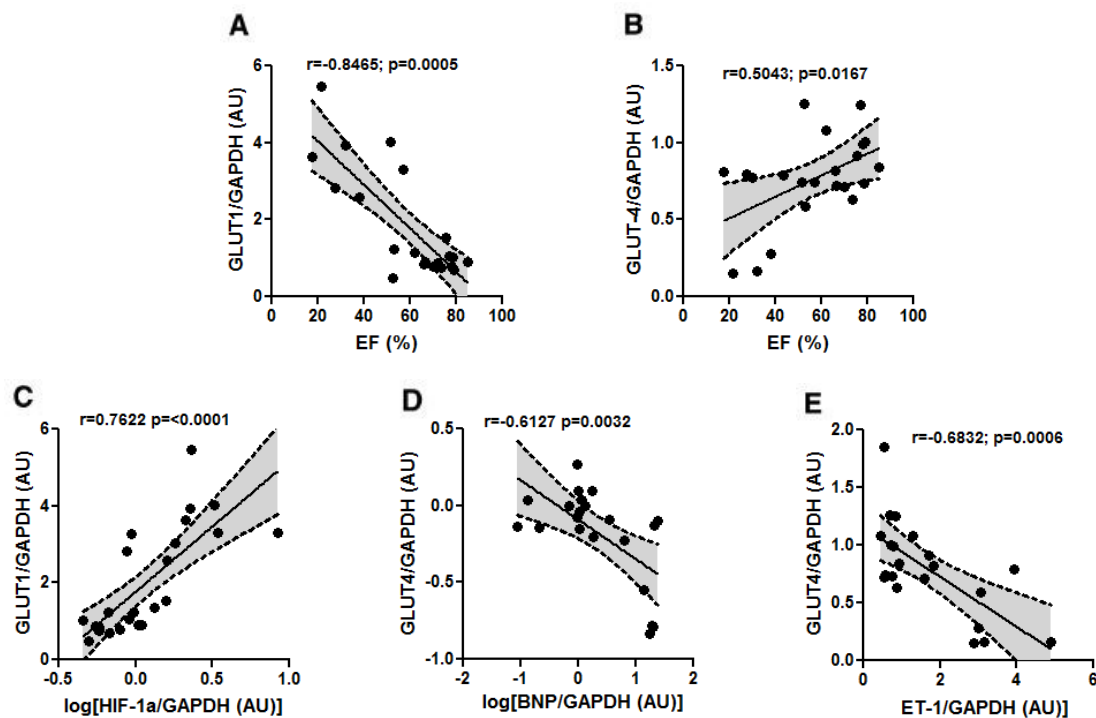 A
B
r=-0.8465; p=0.0005
r=0.5043; p=0.0167
GLUT1/GAPDH (AU)
6
4
2
0
0 20 40 60 80 100
EF (%)
GLUT-4/GAPDH (AU)
1.5
1.0
0.5
0.0
0 20 40 60 80 100
EF (%)
C
r=0.7622 p=<0.0001
GLUT1/GAPDH (AU)
6
4
2
0
-0.5 0.0 0.5 1.0
log[HIF-1a/GAPDH (AU)]
D
r=-0.6127 p=0.0032
GLUT4/GAPDH (AU)
0.5
0.0
-0.5
-1.0
-2 -1 0 1 2
log[BNP/GAPDH (AU)]
E
r=-0.6832; p=0.0006
GLUT4/GAPDH (AU)
2.0
1.5
1.0
0.5
0.0
0 2 4 6
ET-1/GAPDH (AU)]